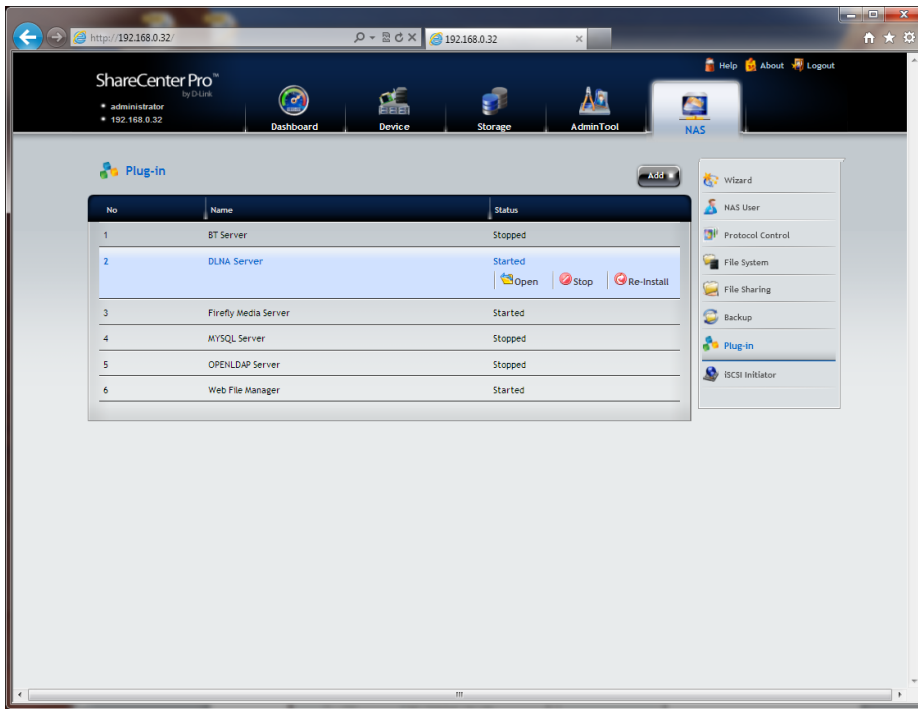 http://192.168.0.32/
192.168.0.32
Help About Logout
ShareCenter Pro™
by D-Link
administrator
192.168.0.32
Dashboard Device Storage AdminTool NAS
Plug-in
Add
No Name Status
1 BT Server Stopped
2 DLNA Server Started
Open Stop Re-Install
3 Firefly Media Server Started
4 MYSQL Server Stopped
5 OPENLDAP Server Stopped
6 Web File Manager Started
Wizard
NAS User
Protocol Control
File System
File Sharing
Backup
Plug-in
iSCSI Initiator